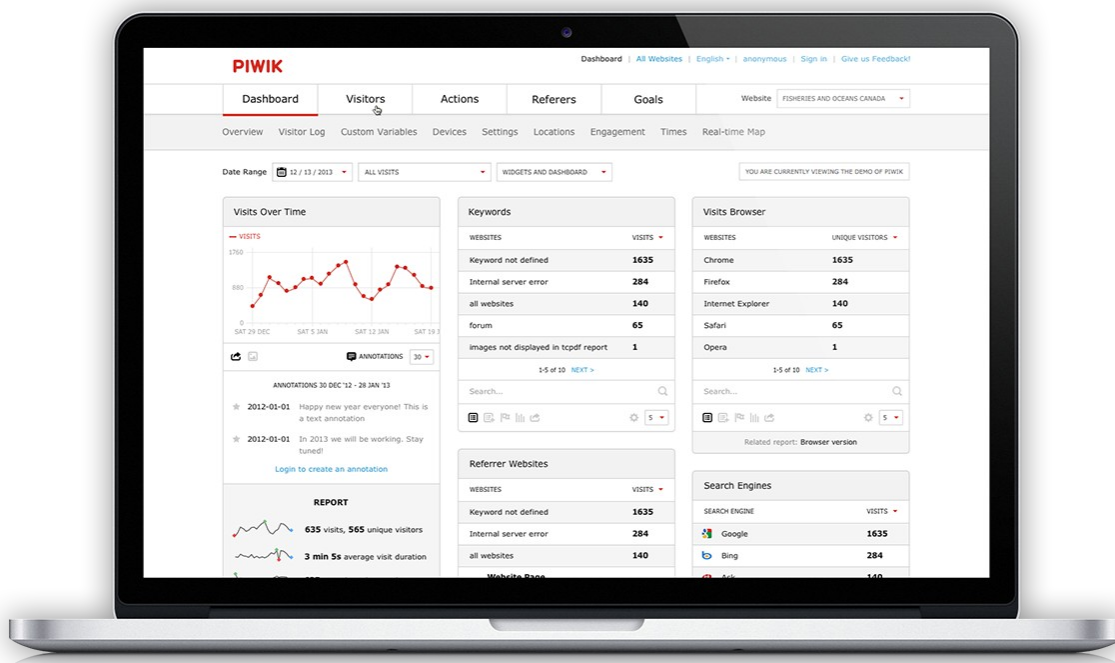 PIWIK
Dashboard | All Websites | English | anonymous | Sign in | Give us Feedback!
Dashboard Visitors Actions Referers Goals Website FISHERIES AND OCEANS CANADA
Overview Visitor Log Custom Variables Devices Settings Locations Engagement Times Real-time Map
Date Range 12 / 13 / 2013 ALL VISITS WIDGETS AND DASHBOARD YOU ARE CURRENTLY VIEWING THE DEMO OF PIWIK
Visits Over Time
VISITS
1760
880
0
SAT 29 DEC SAT 5 JAN SAT 12 JAN SAT 19 J
ANNOTATIONS 30
ANNOTATIONS 30 DEC '12 - 28 JAN '13
2012-01-01 Happy new year everyone! This is
a text annotation
2012-01-01 In 2013 we will be working. Stay
tuned!
Login to create an annotation
REPORT
635 visits, 565 unique visitors
3 min 5s average visit duration
Keywords
WEBSITES VISITS
Keyword not defined 1635
Internal server error 284
all websites 140
forum 65
images not displayed in tcpdf report 1
1-5 of 10 NEXT >
Search...
5
Referrer Websites
WEBSITES VISITS
Keyword not defined 1635
Internal server error 284
all websites 140
Website Page
Visits Browser
WEBSITES UNIQUE VISITORS
Chrome 1635
Firefox 284
Internet Explorer 140
Safari 65
Opera 1
1-5 of 10 NEXT >
Search...
5
Related report: Browser version
Search Engines
SEARCH ENGINE VISITS
Google 1635
Bing 284
Ask 140